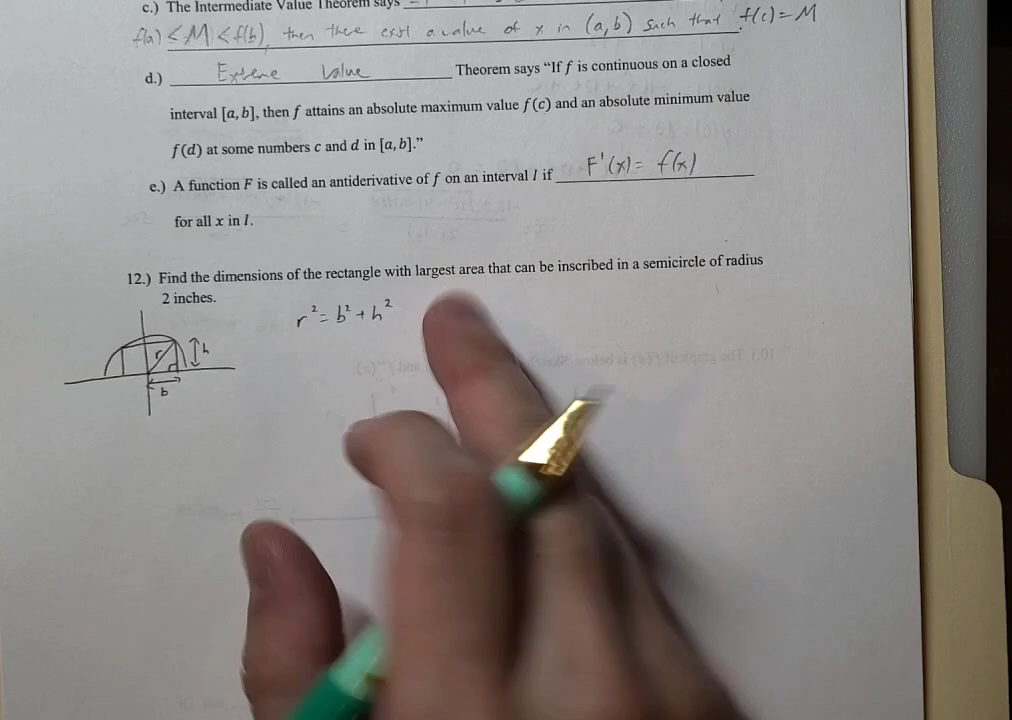 c.) The Intermediate Value Theorem says
f(a) < M < f(b), then there exist a value of x in (a,b) such that f(c)=M
d.) Extreme Value Theorem says “If f is continuous on a closed
interval [a, b], then f attains an absolute maximum value f(c) and an absolute minimum value
f(d) at some numbers c and d in [a, b].”
e.) A function F is called an antiderivative of f on an interval I if F'(x) = f(x)
for all x in I.
12.) Find the dimensions of the rectangle with largest area that can be inscribed in a semicircle of radius
2 inches.
r² = b² + h²
r h
b